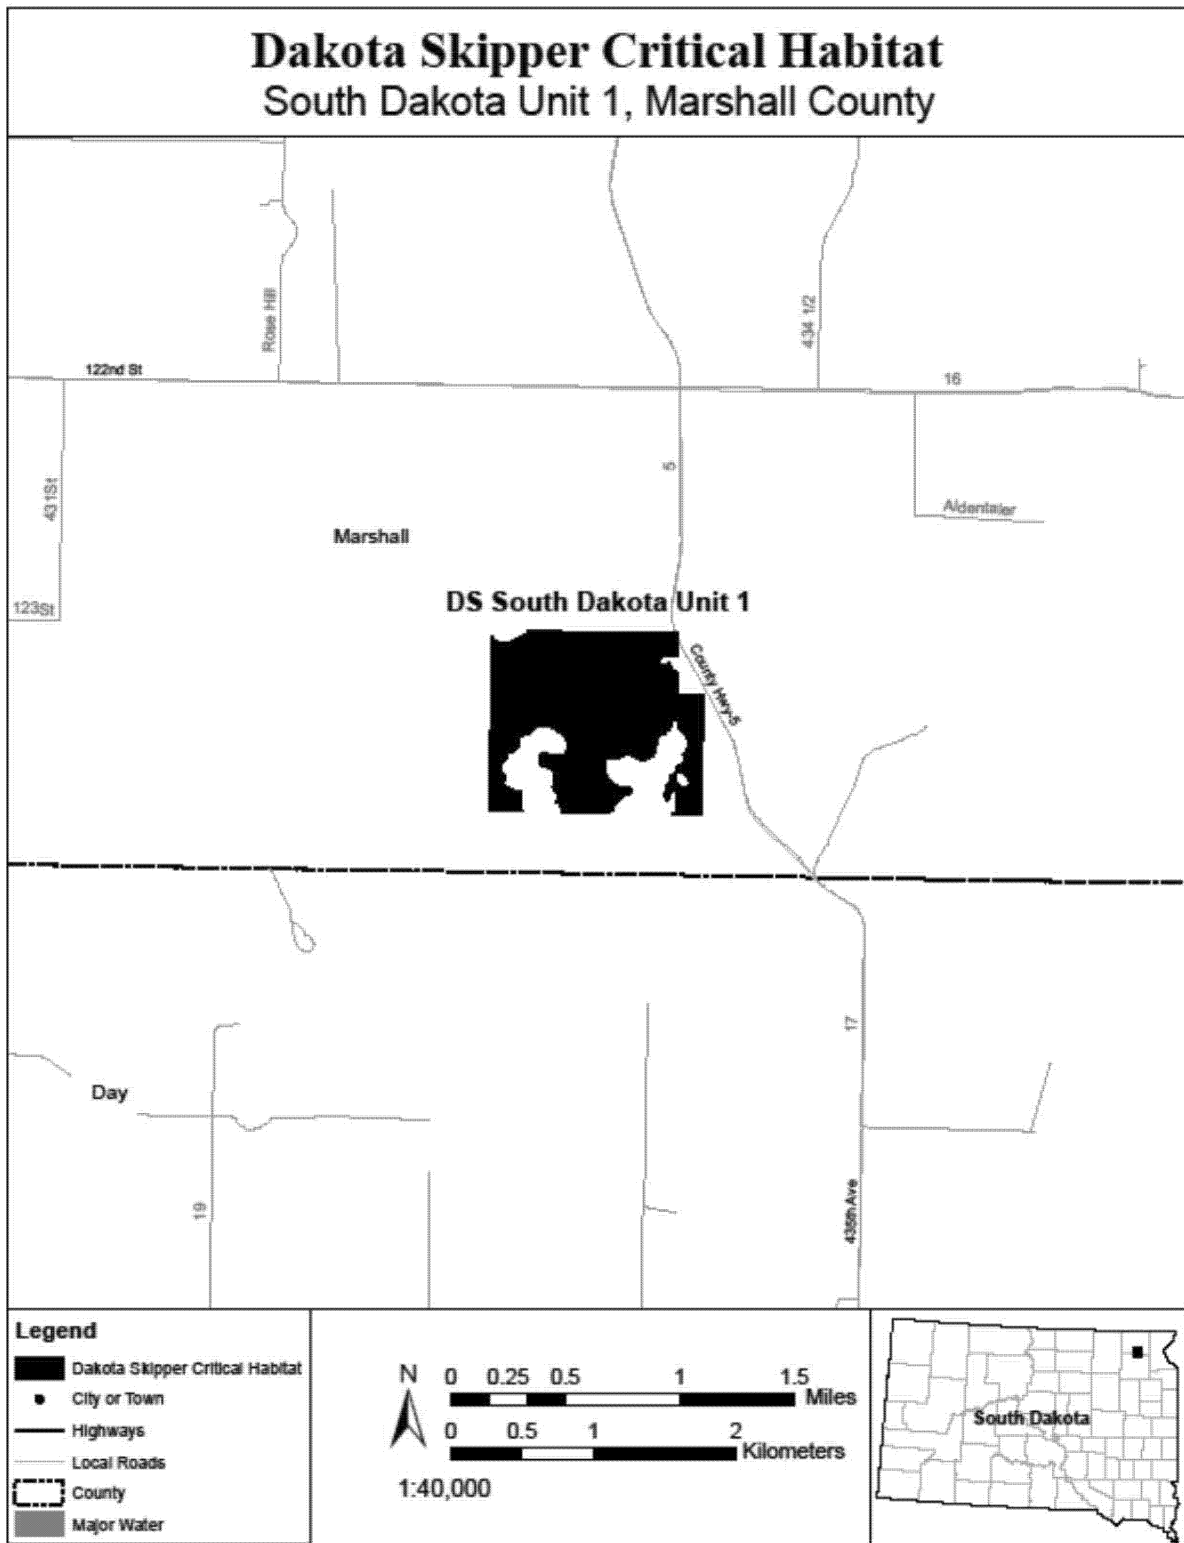 Dakota Skipper Critical Habitat
South Dakota Unit 1, Marshall County
Rose Hill
434 1/2
122nd St
16
431St
5
Aldentaler
Marshall
DS South Dakota Unit 1
123St
County Hwy-5
17
Day
19
435th Ave
Legend
Dakota Skipper Critical Habitat
City or Town
Highways
Local Roads
County
Major Water
N
0 0.25 0.5 1 1.5
Miles
0 0.5 1 2
Kilometers
1:40,000
South Dakota